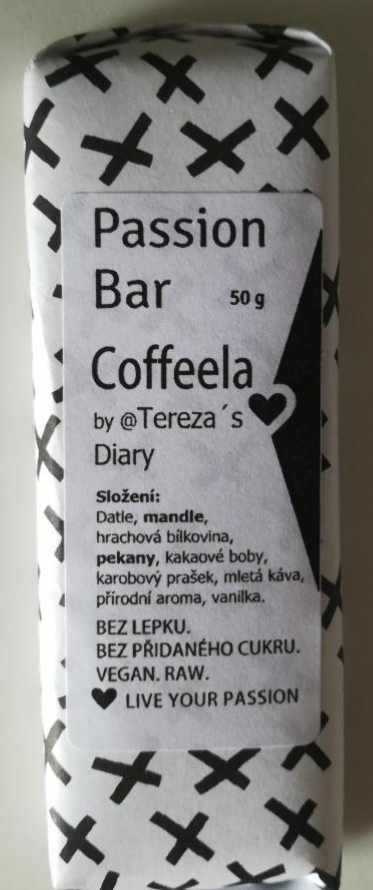 Passion
Bar 50 g
Coffeela
by @Tereza´s
Diary
Složení:
Datle, mandle,
hrachová bílkovina,
pekany, kakaové boby,
karobový prašek, mletá káva,
přírodní aroma, vanilka.
BEZ LEPKU.
BEZ PŘIDANÉHO CUKRU.
VEGAN. RAW.
LIVE YOUR PASSION